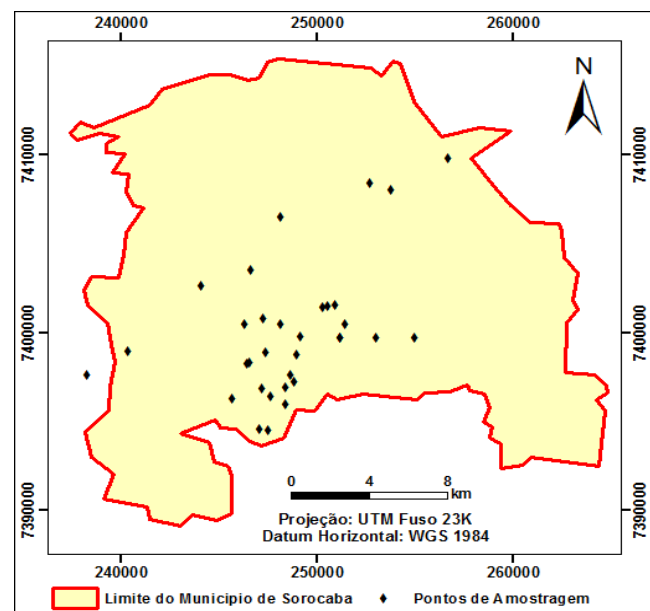 240000 250000 260000
N
7410000 7410000
7400000 7400000
7390000 7390000
0 4 8
km
Projeção: UTM Fuso 23K
Datum Horizontal: WGS 1984
240000 250000 260000
Limite do Municipio de Sorocaba Pontos de Amostragem